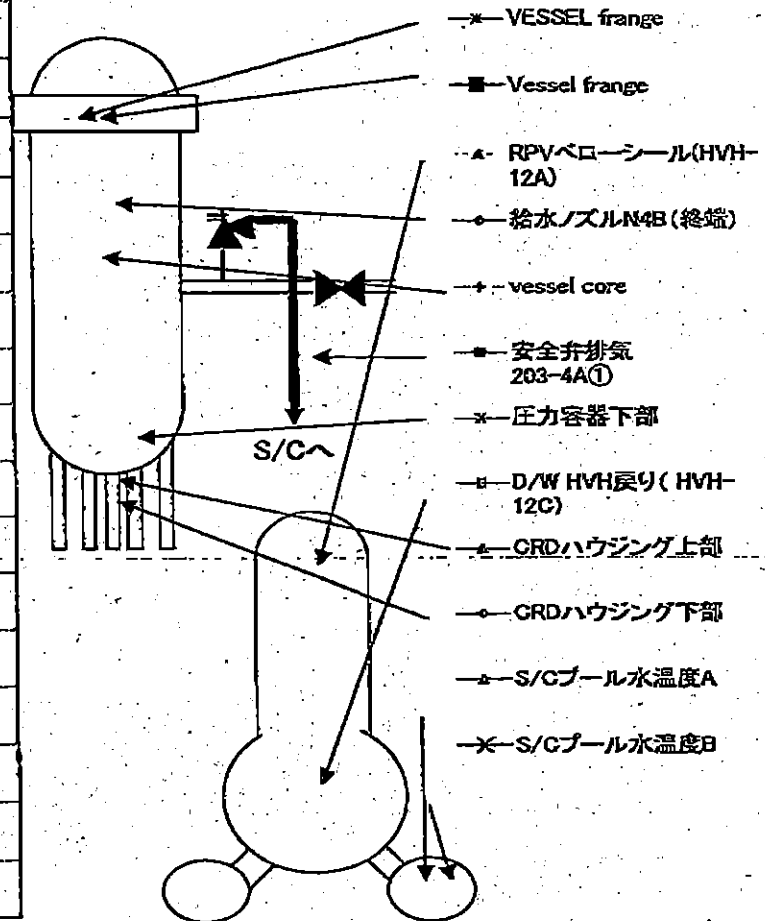 VESSEL frange
Vessel frange
RPVベローシール(HVH-
12A)
給水ノズルN4B(終端)
vessel core
安全弁排気
203-4A①
圧力容器下部
S/Cへ
D/W HVH戻り( HVH-
12C)
CRDハウジング上部
CRDハウジング下部
S/Cプール水温度A
S/Cプール水温度B